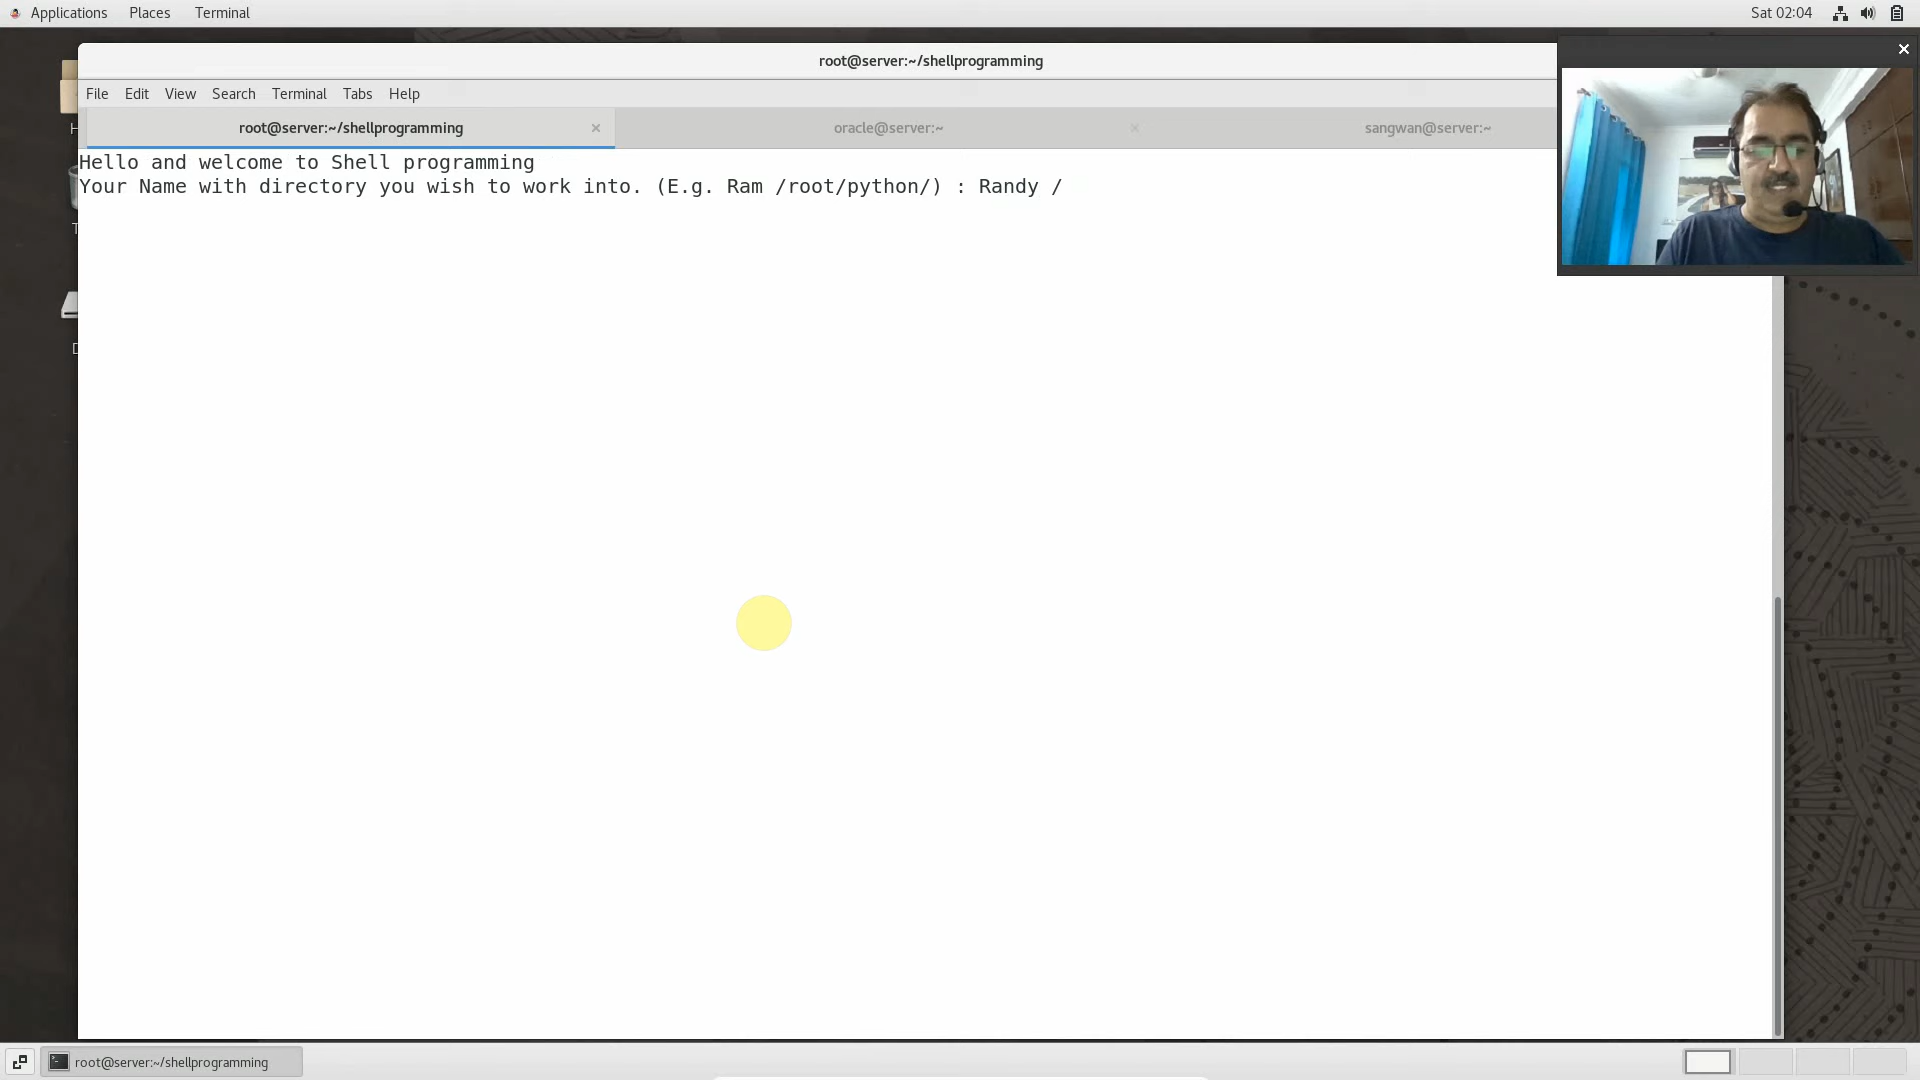 Applications Places Terminal Sat 02:04
root@server:~/shellprogramming
File Edit View Search Terminal Tabs Help
root@server:~/shellprogramming × oracle@server:~ × sangwan@server:~
Hello and welcome to Shell programming
Your Name with directory you wish to work into. (E.g. Ram /root/python/) : Randy /
root@server:~/shellprogramming